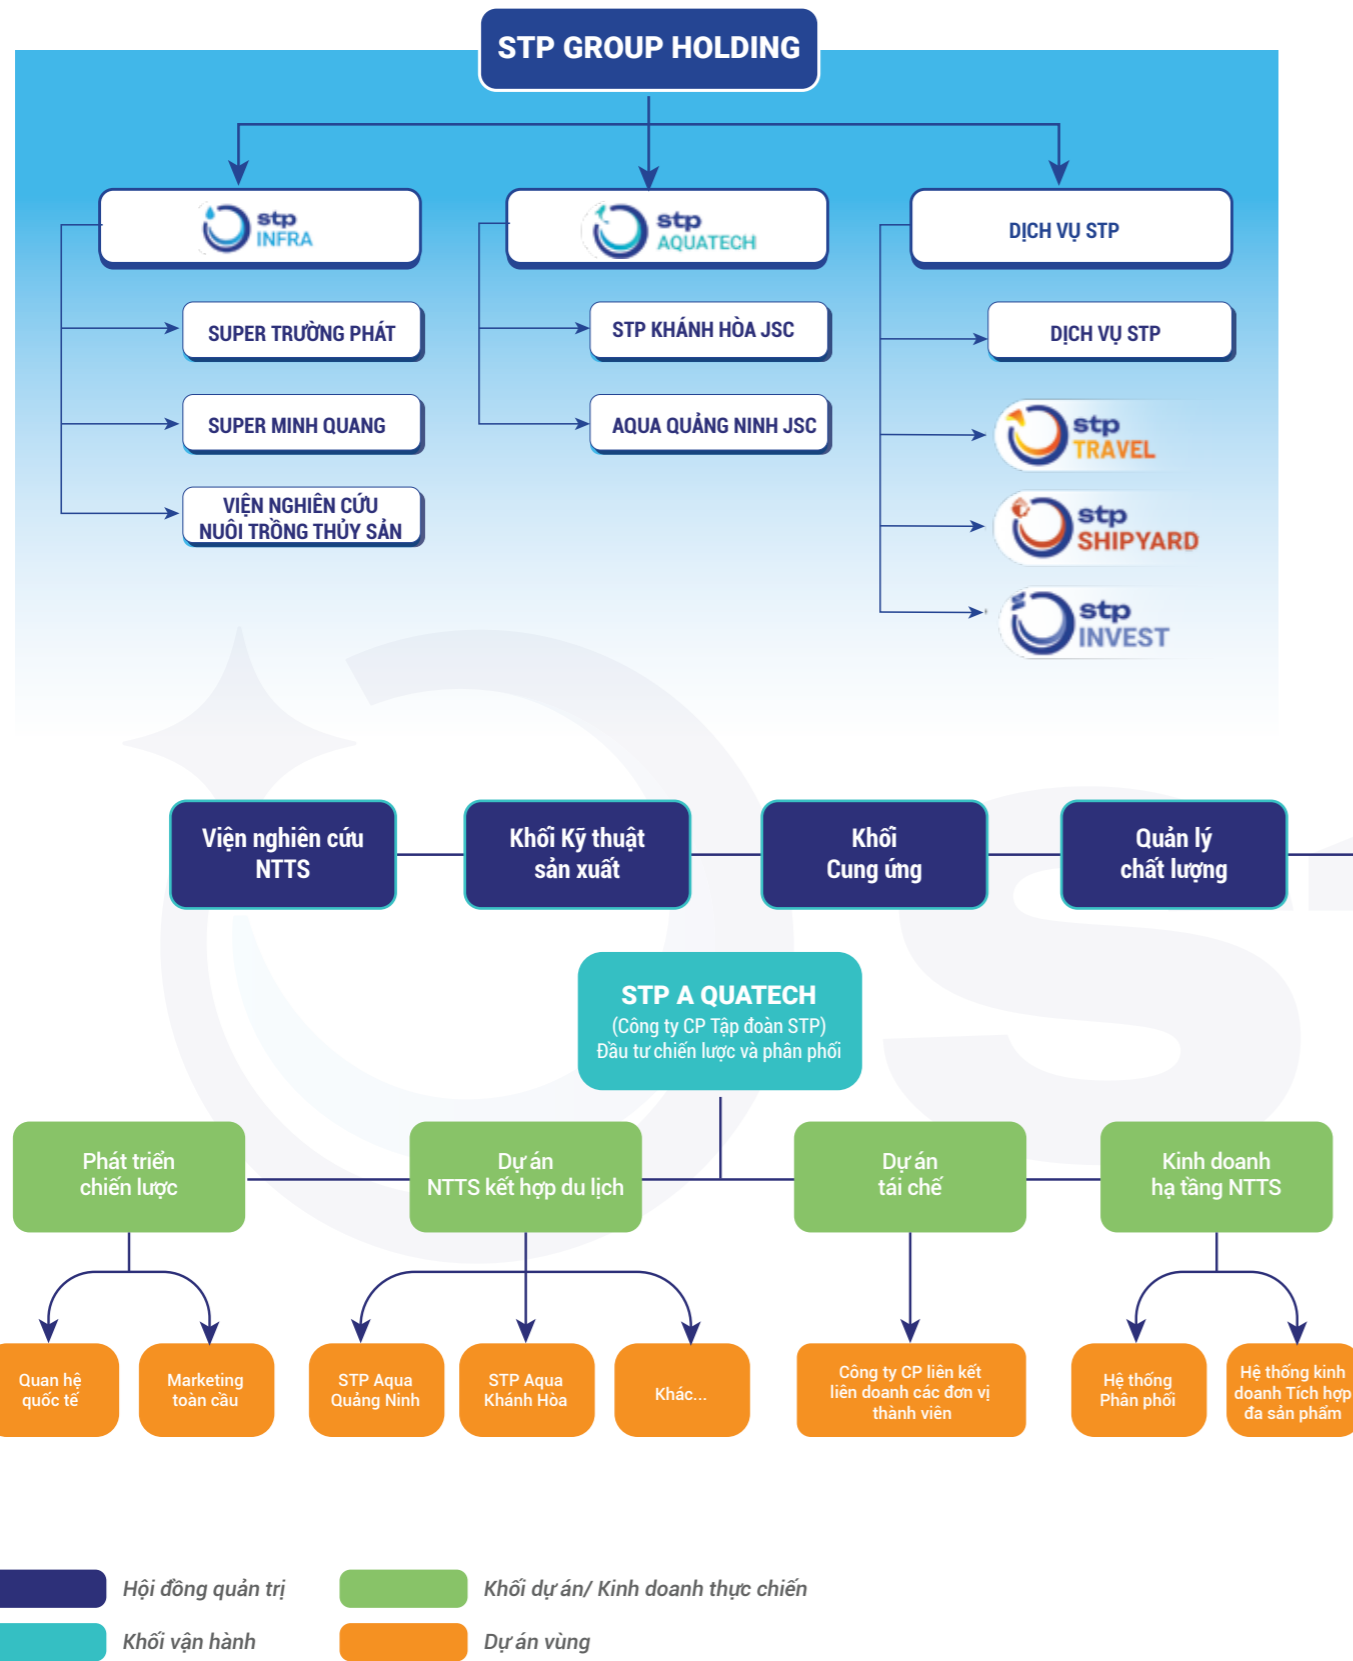 STP GROUP HOLDING
stp
INFRA
stp
AQUATECH
DỊCH VỤ STP
SUPER TRƯỜNG PHÁT
STP KHÁNH HÒA JSC
DỊCH VỤ STP
SUPER MINH QUANG
AQUA QUẢNG NINH JSC
stp
TRAVEL
VIỆN NGHIÊN CỨU
NUÔI TRỒNG THỦY SẢN
stp
SHIPYARD
stp
INVEST
Viện nghiên cứu
NTTS
Khối Kỹ thuật
sản xuất
Khối
Cung ứng
Quản lý
chất lượng
STP A QUATECH
(Công ty CP Tập đoàn STP)
Đầu tư chiến lược và phân phối
Phát triển
chiến lược
Dự án
NTTS kết hợp du lịch
Dự án
tái chế
Kinh doanh
hạ tầng NTTS
Quan hệ
quốc tế
Marketing
toàn cầu
STP Aqua
Quảng Ninh
STP Aqua
Khánh Hòa
Khác...
Công ty CP liên kết
liên doanh các đơn vị
thành viên
Hệ thống
Phân phối
Hệ thống kinh
doanh Tích hợp
đa sản phẩm
Hội đồng quản trị
Khối dự án/ Kinh doanh thực chiến
Khối vận hành
Dự án vùng